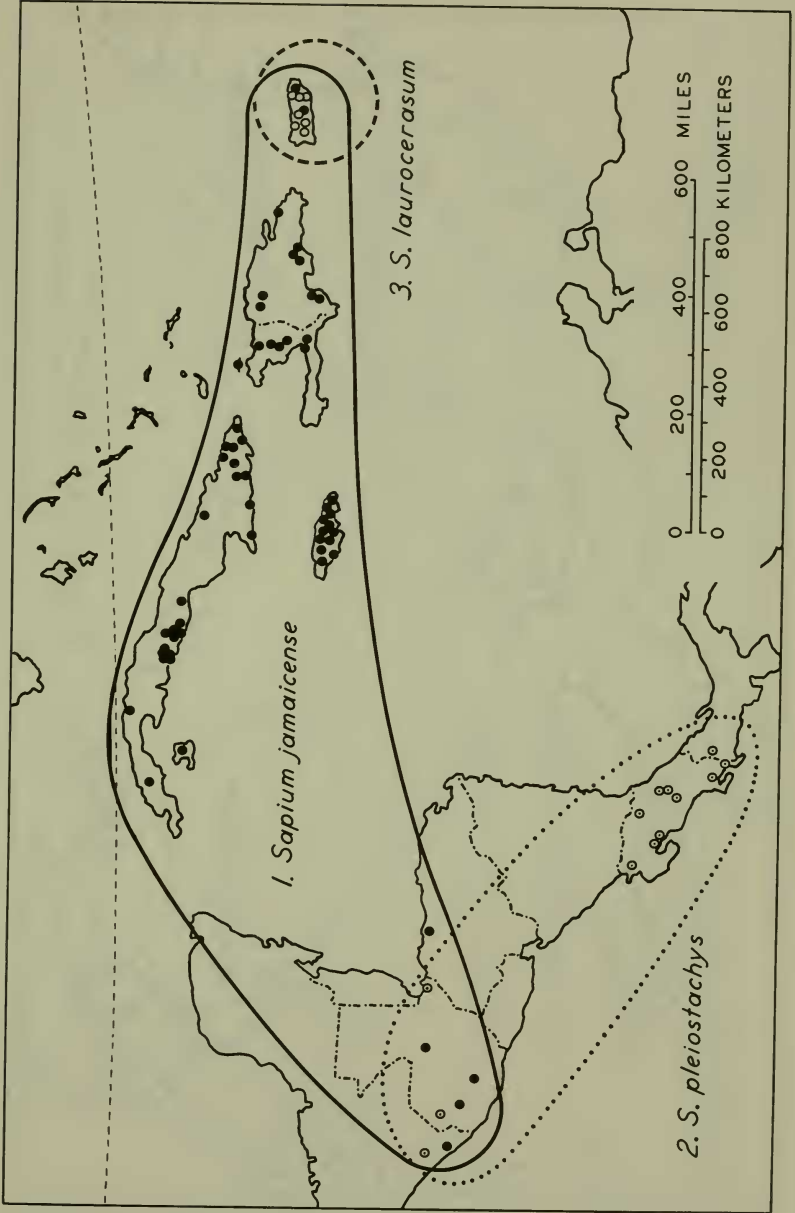 1. Sapium jamaicense
2. S. pleiostachys
3. S. laurocerasum
0 200 400 600 MILES
0 200 400 600 800 KILOMETERS